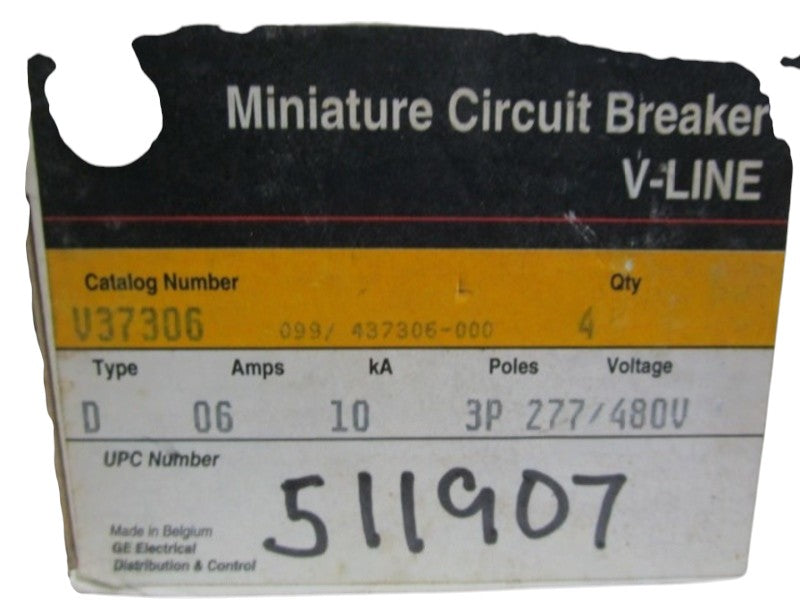 Miniature Circuit Breaker
V-LINE
Catalog Number Qty
V37306 099/ 437306-000 4
Type Amps kA Poles Voltage
D 06 10 3P 277/480V
UPC Number
511907
Made in Belgium
GE Electrical
Distribution & Control